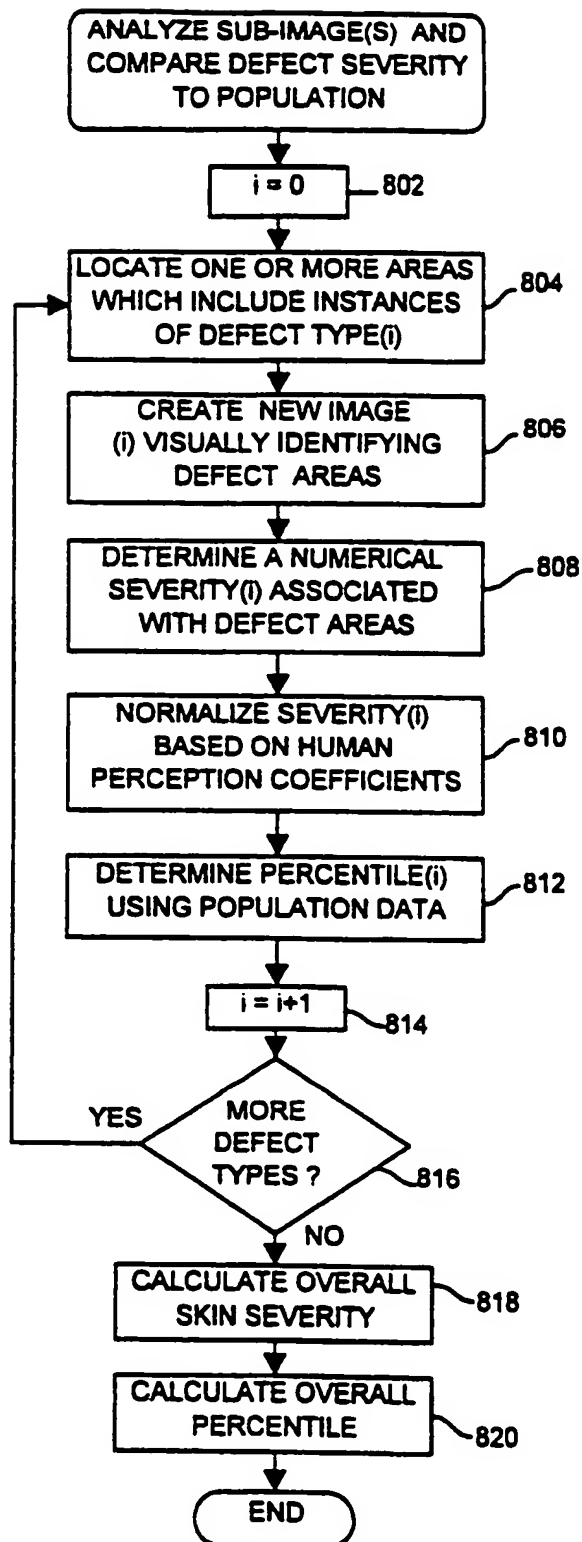 ANALYZE SUB-IMAGE(S) AND
COMPARE DEFECT SEVERITY
TO POPULATION
i = 0
802
LOCATE ONE OR MORE AREAS
WHICH INCLUDE INSTANCES
OF DEFECT TYPE(i)
804
CREATE NEW IMAGE
(i) VISUALLY IDENTIFYING
DEFECT AREAS
806
DETERMINE A NUMERICAL
SEVERITY(i) ASSOCIATED
WITH DEFECT AREAS
808
NORMALIZE SEVERITY(i)
BASED ON HUMAN
PERCEPTION COEFFICIENTS
810
DETERMINE PERCENTILE(i)
USING POPULATION DATA
812
i = i+1
814
YES
MORE
DEFECT
TYPES ?
816
NO
CALCULATE OVERALL
SKIN SEVERITY
818
CALCULATE OVERALL
PERCENTILE
820
END